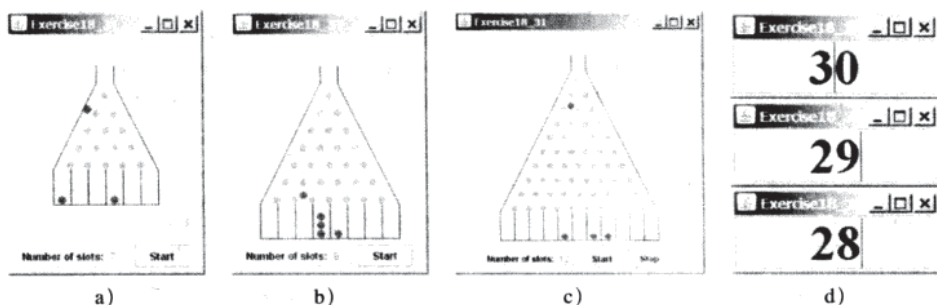 Exercise18
Number of slots: Start
a)
Exercise18
Number of slots: Start
b)
Exercise18_31
Number of slots: Start Stop
c)
Exercise18
30
Exercise18
29
Exercise18
28
d)